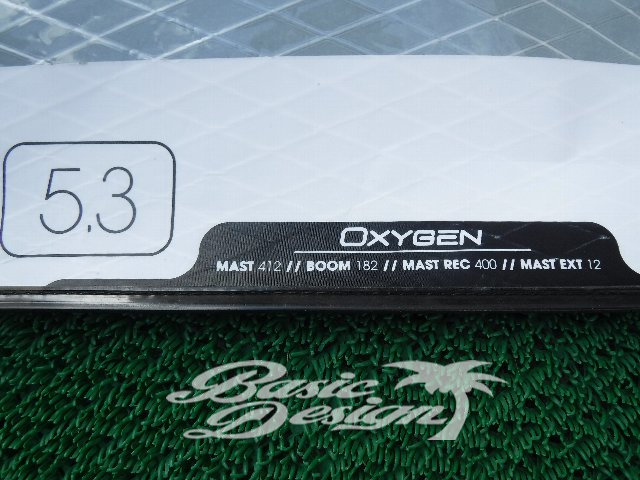 5.3
OXYGEN
MAST 412 // BOOM 182 // MAST REC 400 // MAST EXT 12
Basic
Design